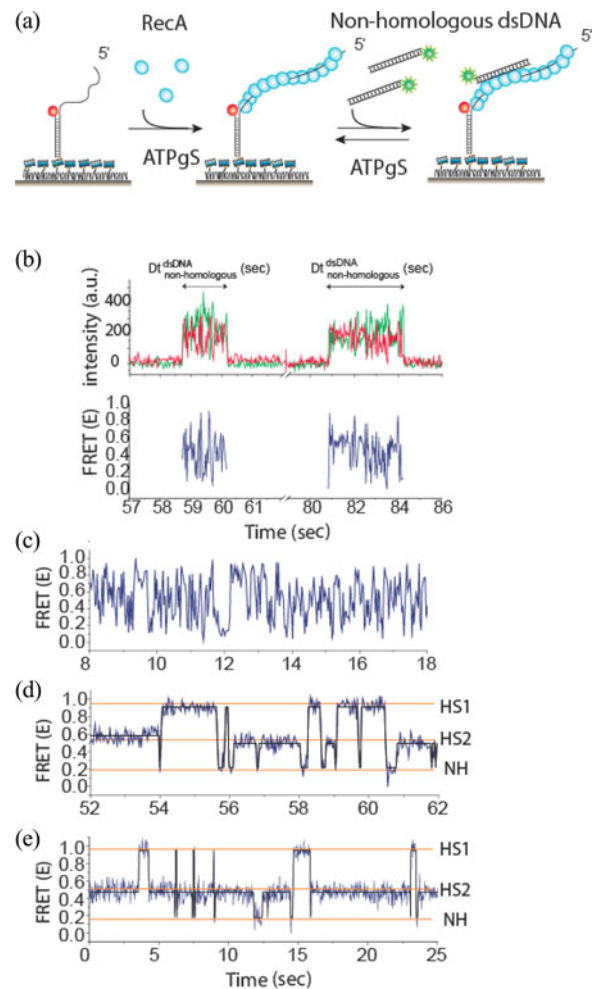 (a)
RecA
Non-homologous dsDNA
5'
5'
5'
ATPgS
ATPgS
(b)
Dt dsDNA non-homologous (sec)
Dt dsDNA non-homologous (sec)
intensity (a.u.)
400
200
0
FRET (E)
1.0
0.8
0.6
0.4
0.2
0.0
57 58 59 60 61 80 82 84 86
Time (sec)
(c)
FRET (E)
1.0
0.8
0.6
0.4
0.2
0.0
8 10 12 14 16 18
(d)
FRET (E)
1.0
0.8
0.6
0.4
0.2
0.0
HS1
HS2
NH
52 54 56 58 60 62
(e)
FRET (E)
1.0
0.8
0.6
0.4
0.2
0.0
HS1
HS2
NH
0 5 10 15 20 25
Time (sec)